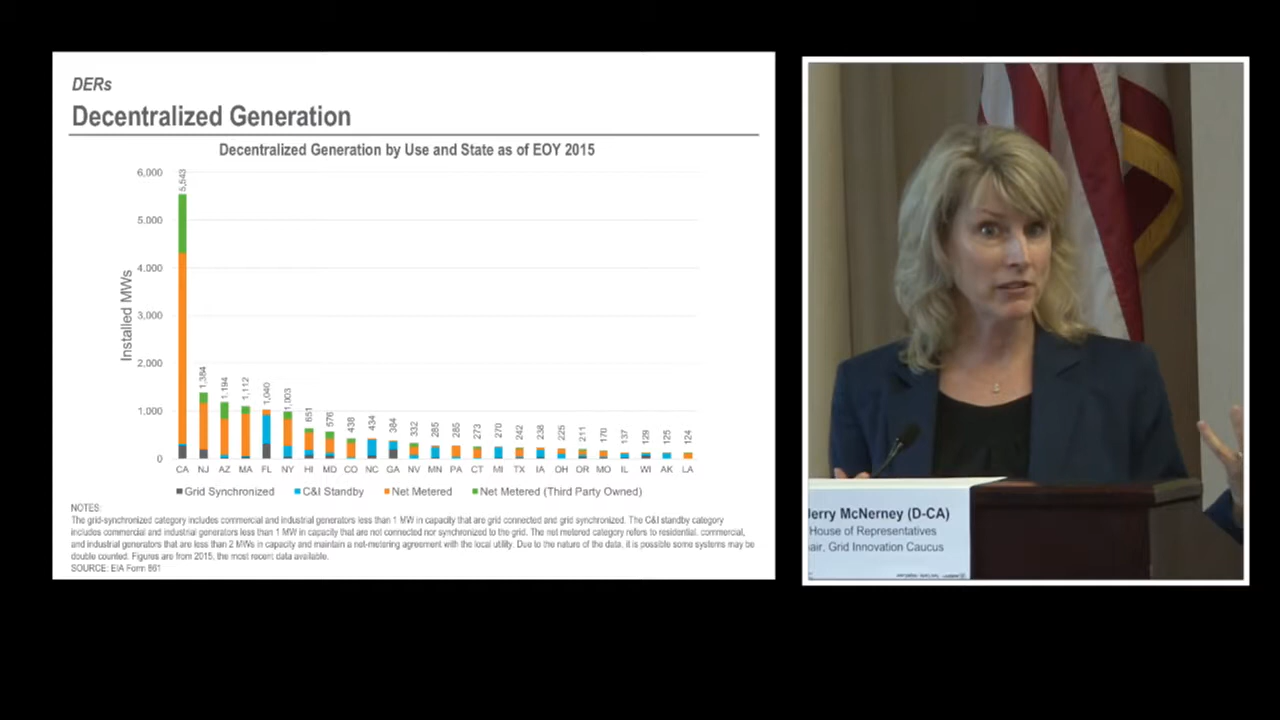 DERs
Decentralized Generation
Decentralized Generation by Use and State as of EOY 2015
Installed MWs
6,000
5,000
4,000
3,000
2,000
1,000
0
5,543
1,384
1,194
1,112
1,040
1,003
651
576
438
434
384
332
285
285
273
270
242
238
225
211
170
137
129
125
124
CA NJ AZ MA FL NY HI MD CO NC GA NV MN PA CT MI TX IA OH OR MO IL WI AK LA
Grid Synchronized C&I Standby Net Metered Net Metered (Third Party Owned)
NOTES:
The grid-synchronized category includes commercial and industrial generators less than 1 MW in capacity that are grid connected and grid synchronized. The C&I standby category
includes commercial and industrial generators less than 1 MW in capacity that are not connected nor synchronized to the grid. The net metered category refers to residential, commercial,
and industrial generators that are less than 2 MWs in capacity and maintain a net-metering agreement with the local utility. Due to the nature of the data, it is possible some systems may be
double counted. Figures are from 2015, the most recent data available.
SOURCE: EIA Form 861
Jerry McNerney (D-CA)
House of Representatives
air, Grid Innovation Caucus